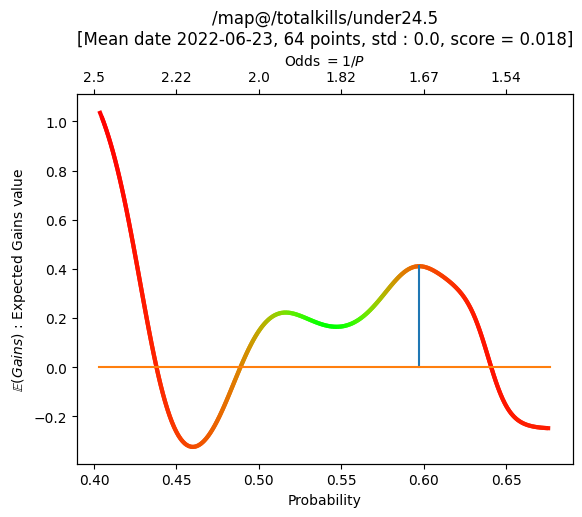 /map@/totalkills/under24.5
[Mean date 2022-06-23, 64 points, std : 0.0, score = 0.018]
Odds = 1/P
2.5 2.22 2.0 1.82 1.67 1.54
1.0
0.8
0.6
0.4
0.2
0.0
−0.2
𝔼(Gains) : Expected Gains value
0.40 0.45 0.50 0.55 0.60 0.65
Probability